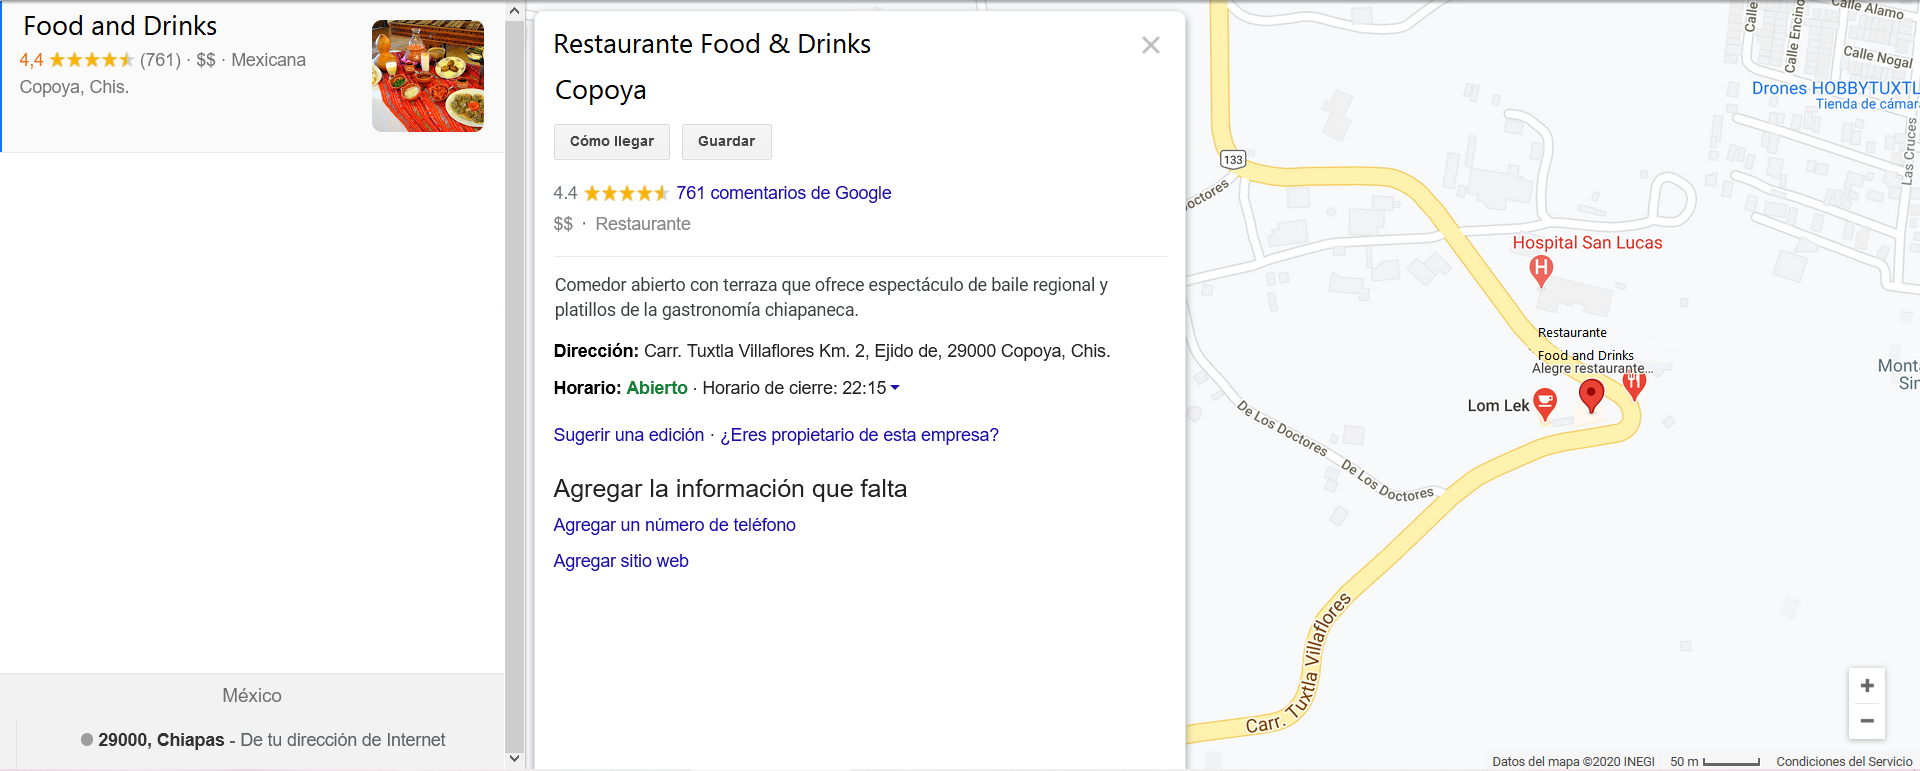 Food and Drinks
4,4 (761) · $$ · Mexicana
Copoya, Chis.
México
29000, Chiapas - De tu dirección de Internet
Restaurante Food & Drinks
Copoya
Cómo llegar
Guardar
4.4 761 comentarios de Google
$$ · Restaurante
Comedor abierto con terraza que ofrece espectáculo de baile regional y
platillos de la gastronomía chiapaneca.
Dirección: Carr. Tuxtla Villaflores Km. 2, Ejido de, 29000 Copoya, Chis.
Horario: Abierto · Horario de cierre: 22:15
Sugerir una edición · ¿Eres propietario de esta empresa?
Agregar la información que falta
Agregar un número de teléfono
Agregar sitio web
Calle
Calle Encino
Calle Alamo
Calle Nogal
Drones HOBBYTUXTL
Tienda de cámar
Las Cruces
133
octores
Hospital San Lucas
H
Restaurante
Food and Drinks
Alegre restaurante...
Lom Lek
Mont
Sin
De Los Doctores
De Los Doctores
Carr. Tuxtla Villaflores
+
−
Datos del mapa ©2020 INEGI
50 m
Condiciones del Servicio